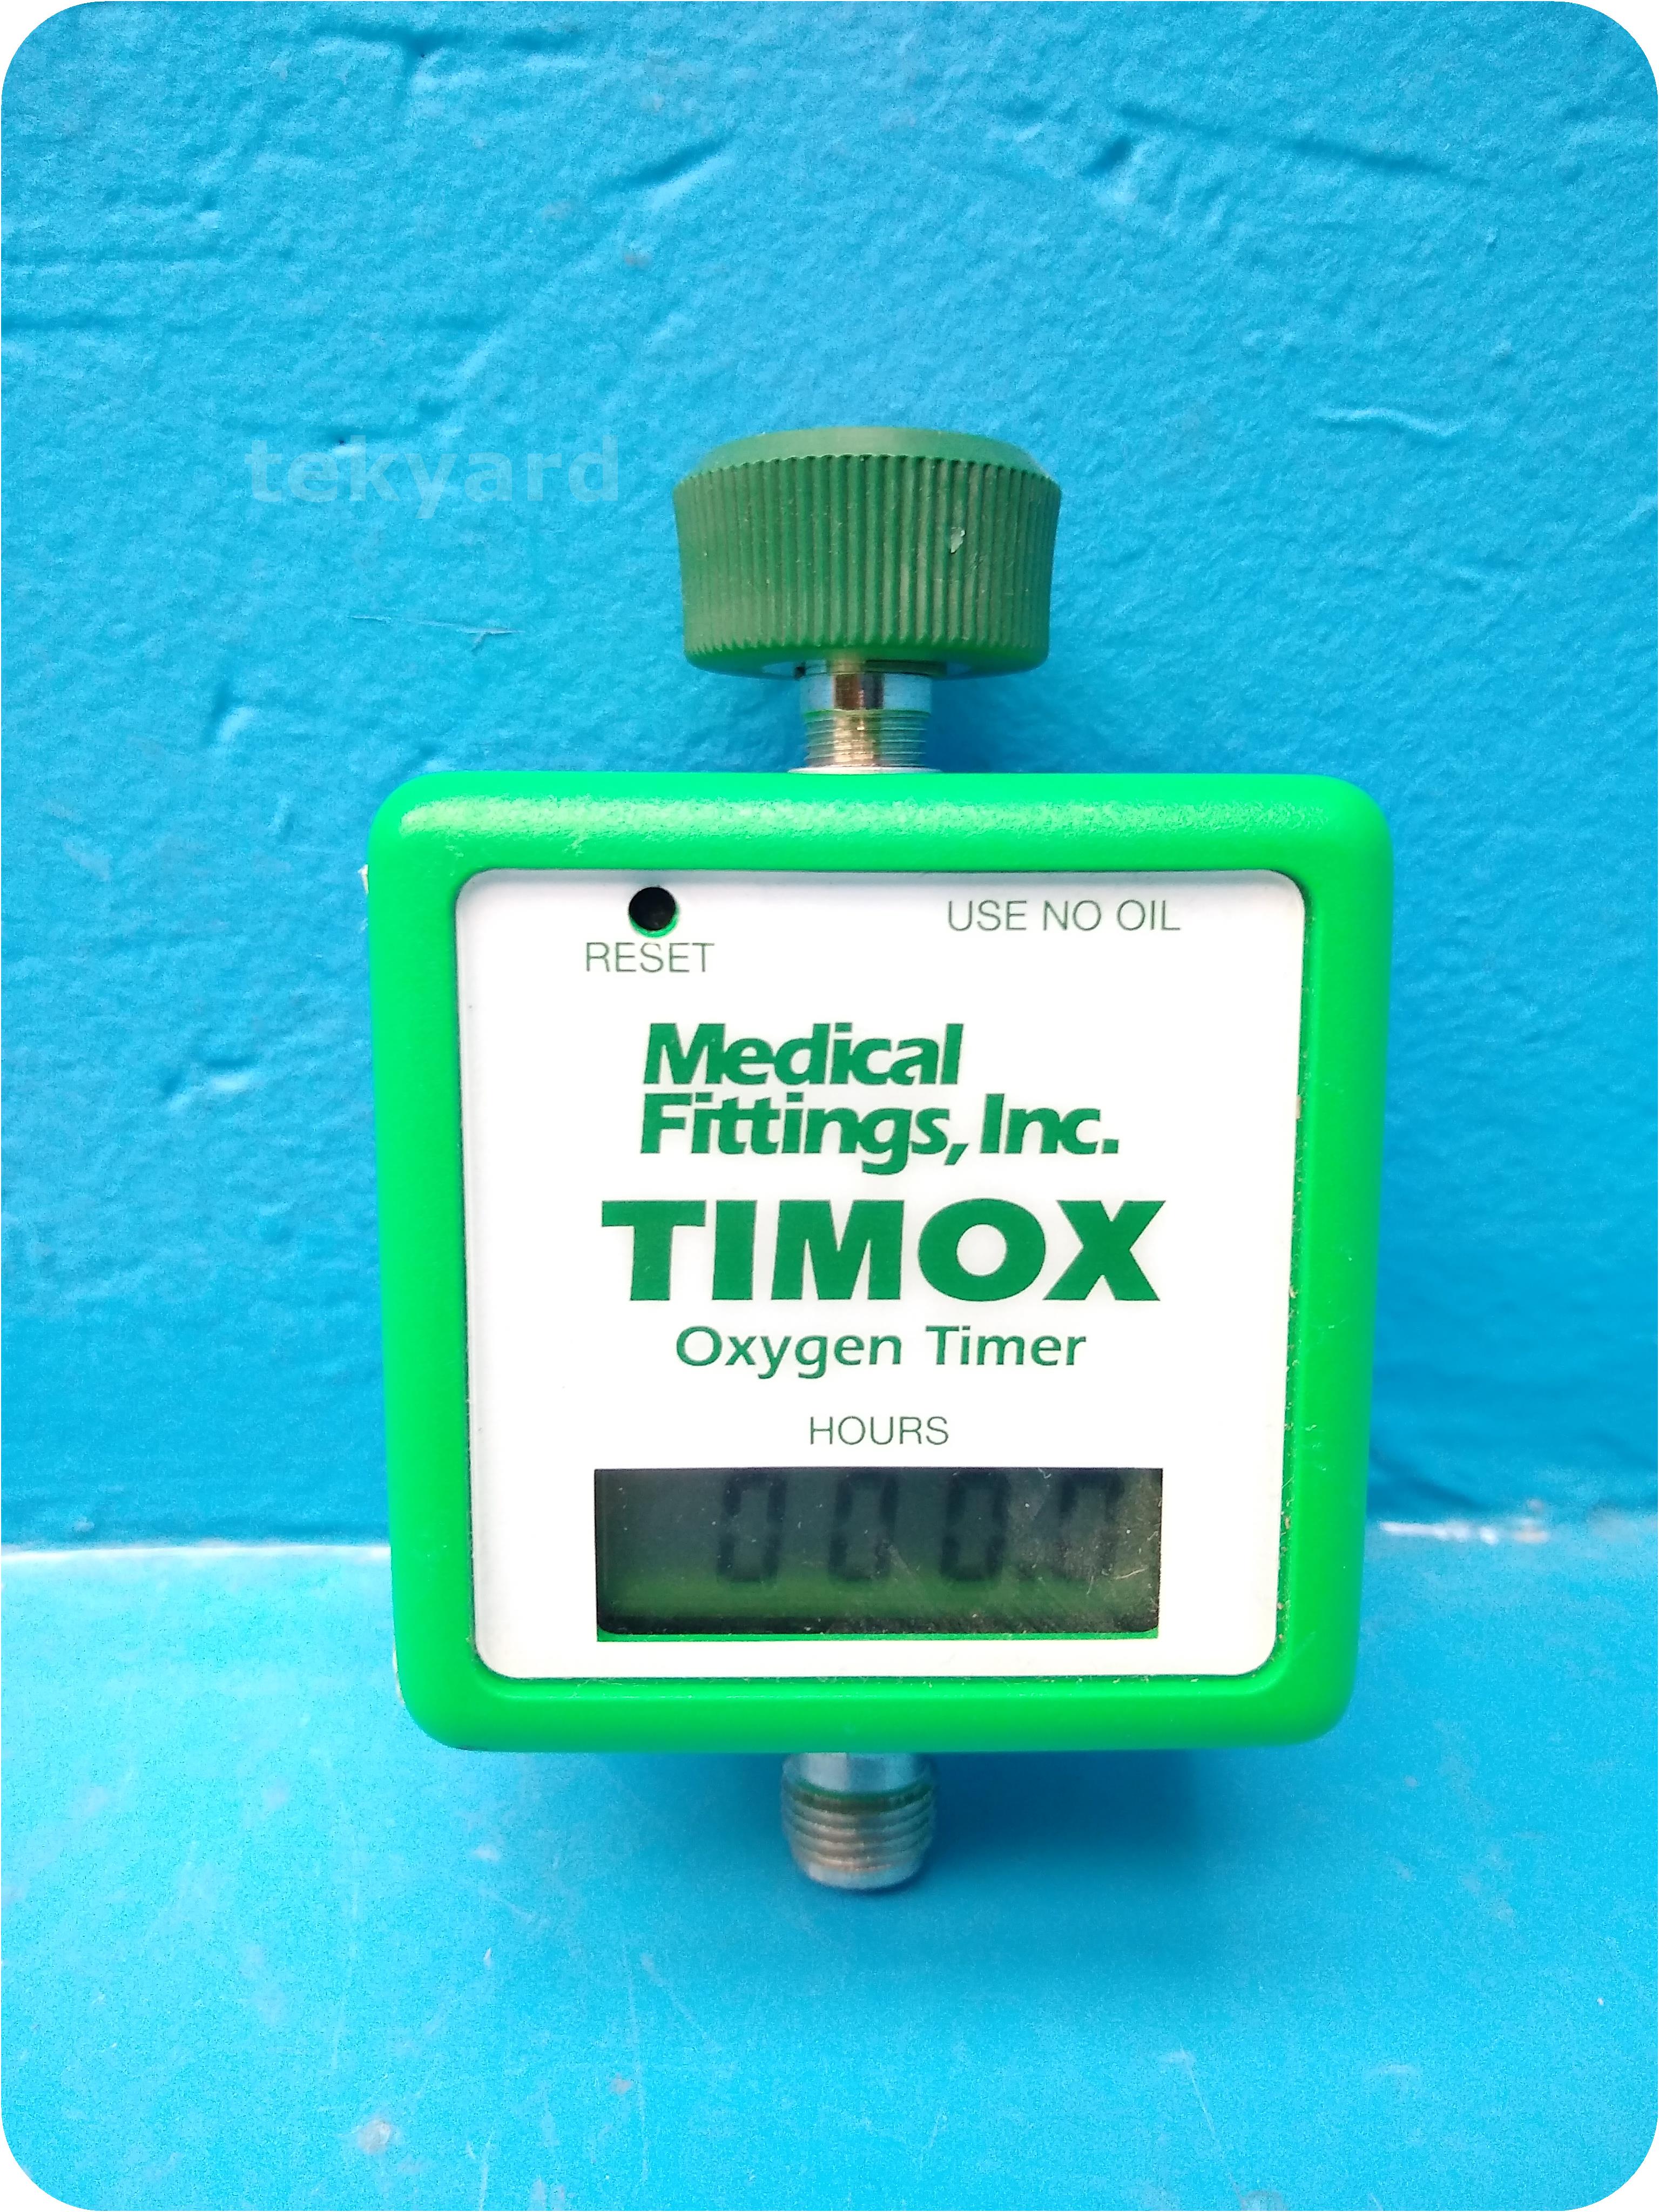 tekyard
RESET
USE NO OIL
Medical
Fittings, Inc.
TIMOX
Oxygen Timer
HOURS
000.0